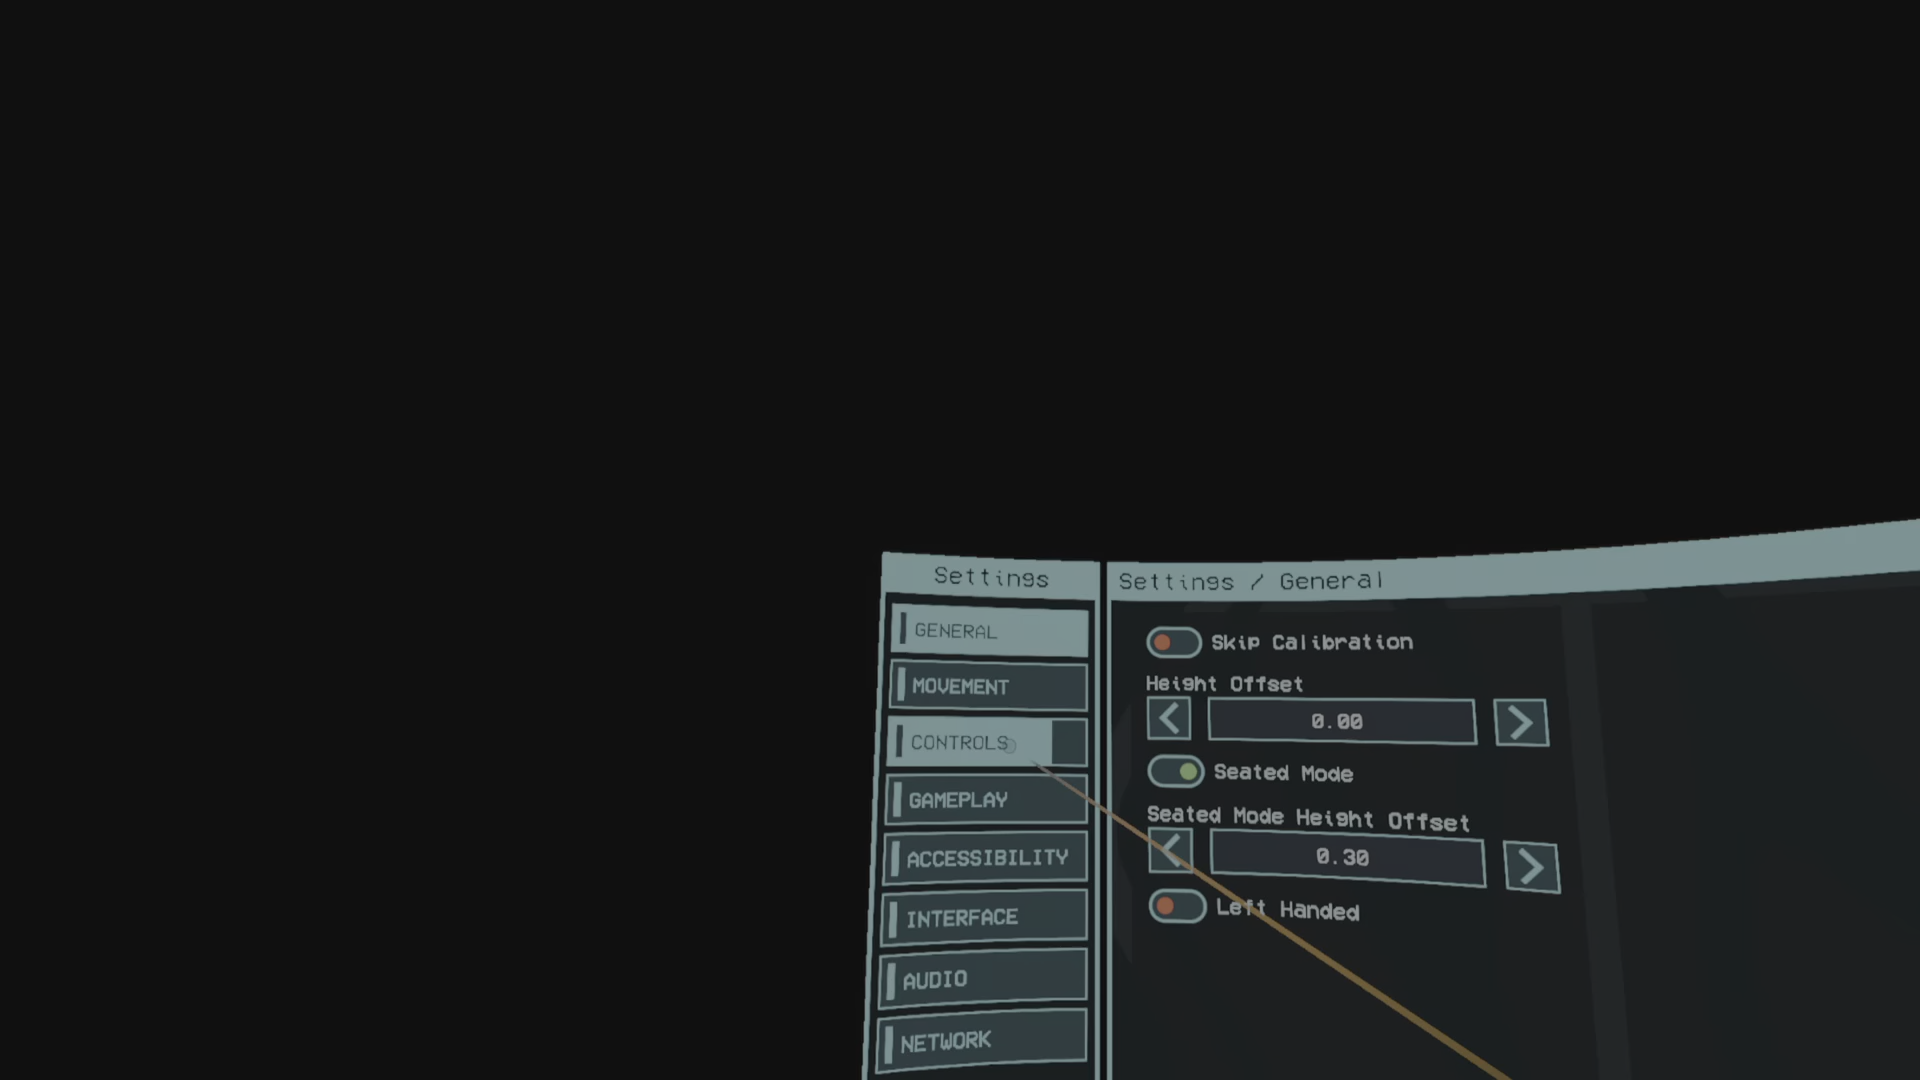 Settings
GENERAL
MOVEMENT
CONTROLS
GAMEPLAY
ACCESSIBILITY
INTERFACE
AUDIO
NETWORK
Settings / General
Skip Calibration
Height Offset
0.00
Seated Mode
Seated Mode Height Offset
0.30
Left Handed